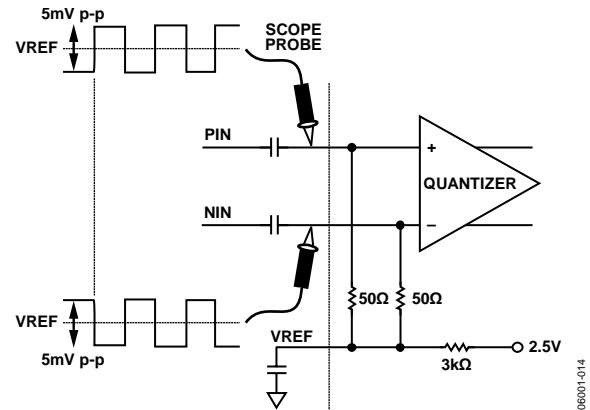 5mV p-p
VREF
SCOPE
PROBE
PIN
+
QUANTIZER
NIN
−
50Ω
50Ω
VREF
5mV p-p
VREF
2.5V
3kΩ
06001-014